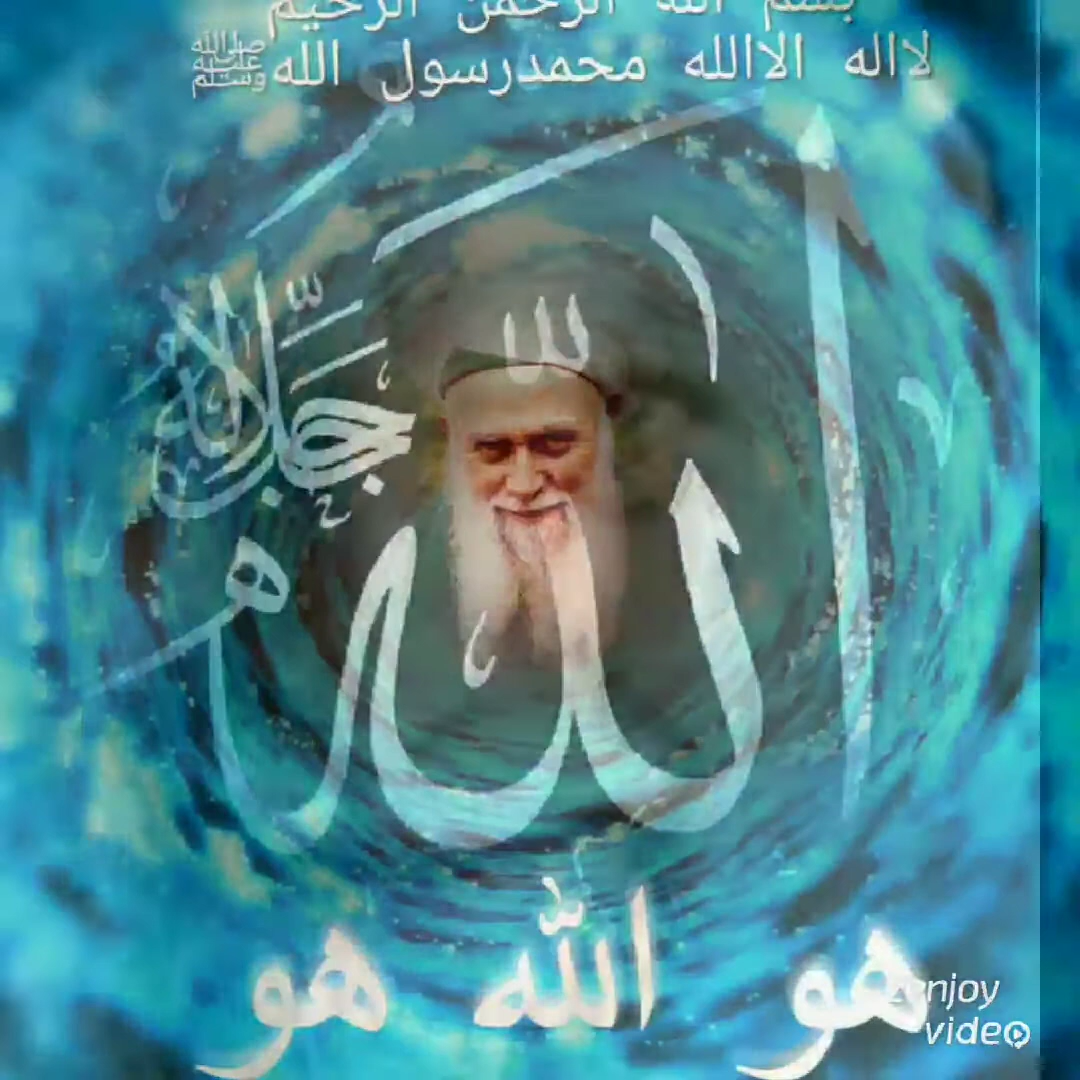 بسم الله الرحمن الرحيم
لااله الاالله محمدرسول الله ﷺ
الله
جل جلاله
هو الله هو
enjoy
video